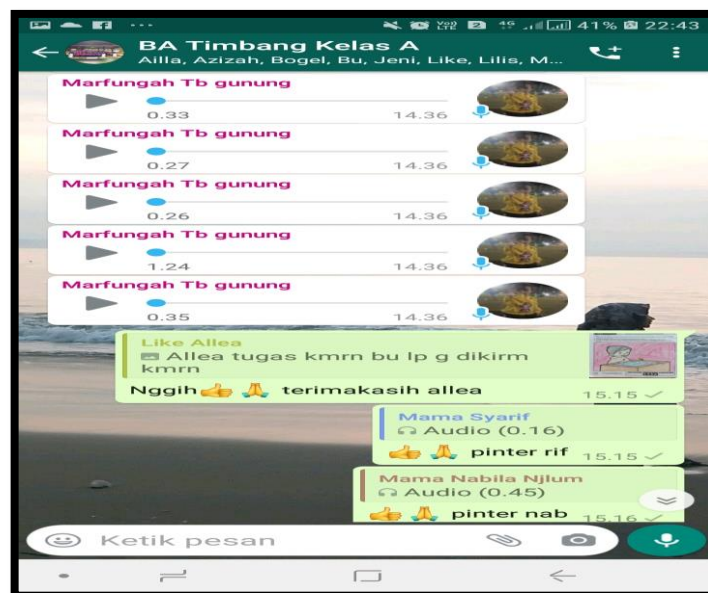 41% 22:43
BA Timbang Kelas A
Ailla, Azizah, Bogel, Bu, Jeni, Like, Lilis, M...
Marfungah Tb gunung
0.33 14.36
Marfungah Tb gunung
0.27 14.36
Marfungah Tb gunung
0.26 14.36
Marfungah Tb gunung
1.24 14.36
Marfungah Tb gunung
0.35 14.36
Like Allea
Allea tugas kmrn bu lp g dikirm
kmrn
Nggih👍🙏 terimakasih allea 15.15
Mama Syarif
Audio (0.16)
👍🙏 pinter rif 15.15
Mama Nabila Njlum
Audio (0.45)
👍🙏 pinter nab 15.16
Ketik pesan